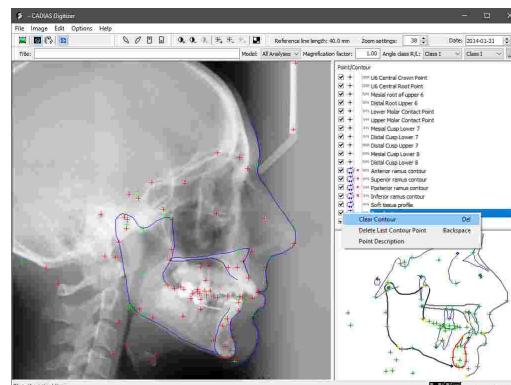 - CADIAS Digitizer
File Image Edit Options Help
Reference line length: 40.0 mm Zoom settings: 38 Date: 2014-01-21
Title: Model: All Analyses Magnification factor: 1.00 Angle class R/L: Class I Class I
Point/Contour
U6 Central Crown Point
U6 Central Root Point
Mesial root of upper 6
Distal Root Upper 6
Lower Molar Contact Point
Upper Molar Contact Point
Mesial Cusp Lower 7
Distal Cusp Lower 7
Distal Cusp Upper 7
Mesial Cusp Lower 8
Distal Cusp Lower 8
Anterior ramus contour
Superior ramus contour
Posterior ramus contour
Inferior ramus contour
Soft tissue profile
Clear Contour Del
Delete Last Contour Point Backspace
Point Description